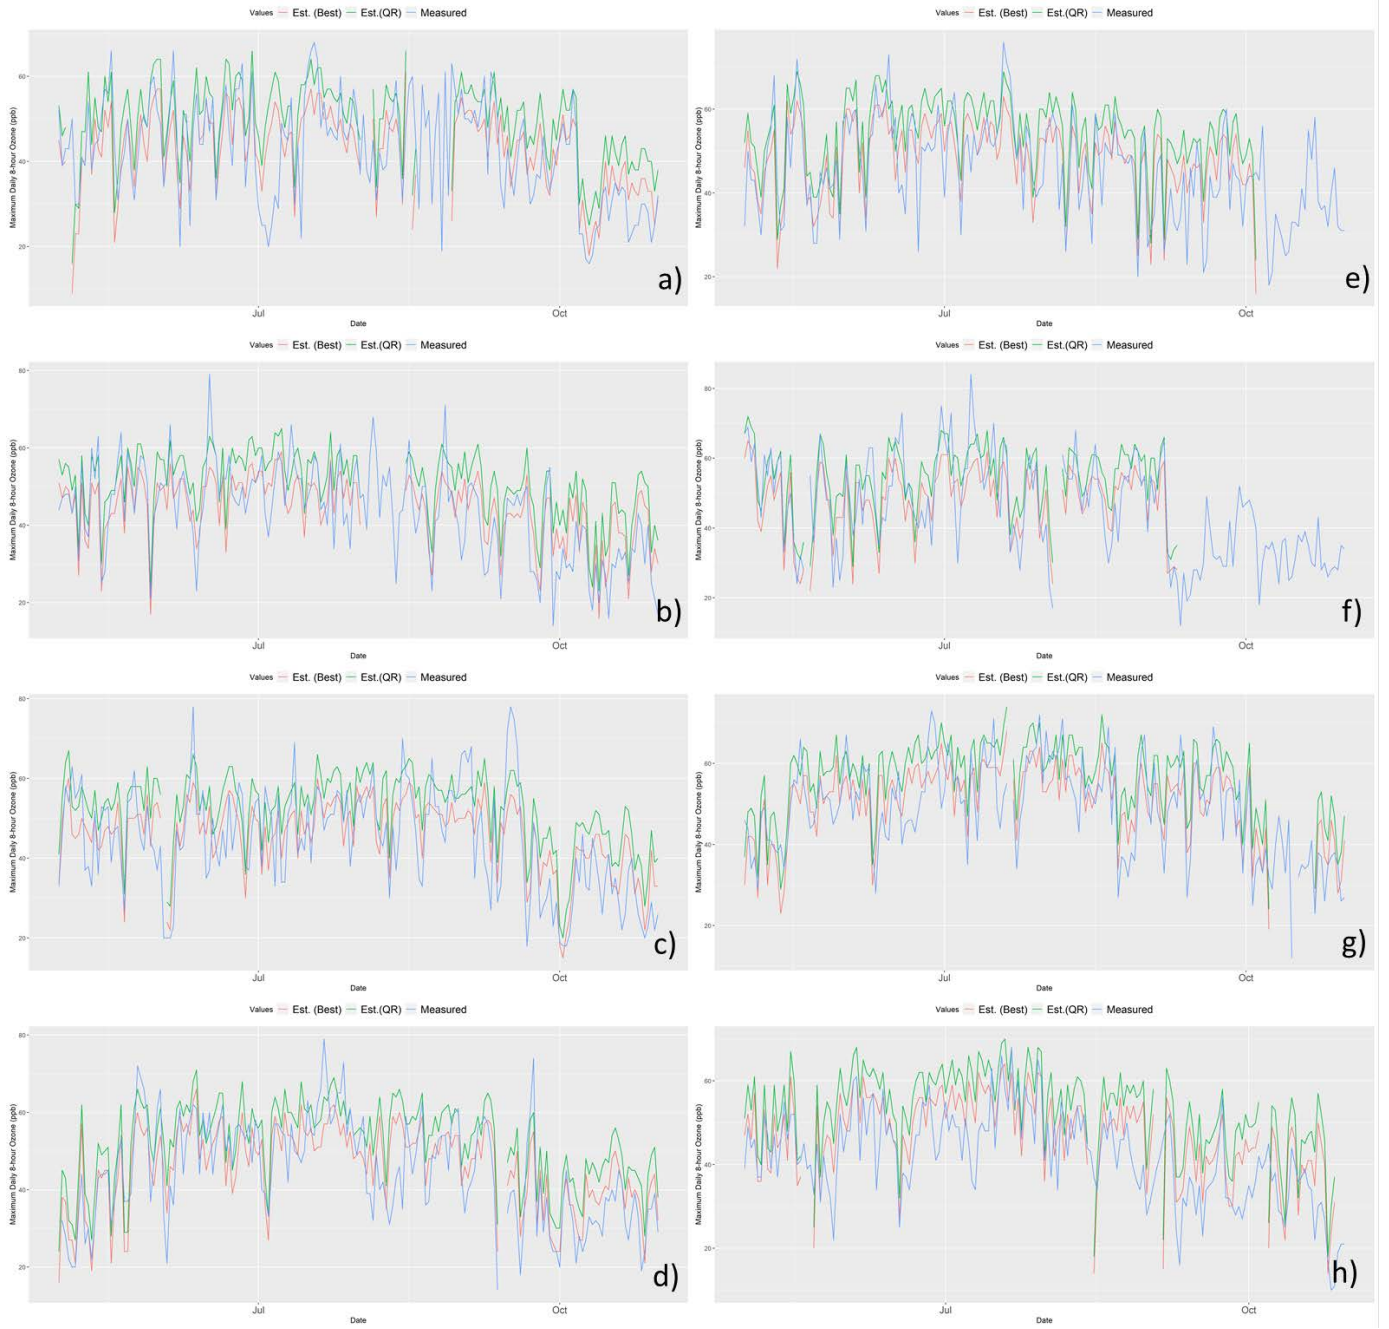 Values Est. (Best) Est.(QR) Measured
Maximum Daily 8-hour Ozone (ppb)
60
40
20
Jul
Oct
Date
a)
Values Est. (Best) Est.(QR) Measured
Maximum Daily 8-hour Ozone (ppb)
60
40
20
Jul
Oct
Date
e)
Values Est. (Best) Est.(QR) Measured
Maximum Daily 8-hour Ozone (ppb)
80
60
40
20
Jul
Oct
Date
b)
Values Est. (Best) Est.(QR) Measured
Maximum Daily 8-hour Ozone (ppb)
80
60
40
20
Jul
Oct
Date
f)
Values Est. (Best) Est.(QR) Measured
Maximum Daily 8-hour Ozone (ppb)
80
60
40
20
Jul
Oct
Date
c)
Values Est. (Best) Est.(QR) Measured
Maximum Daily 8-hour Ozone (ppb)
60
40
20
Jul
Oct
Date
g)
Values Est. (Best) Est.(QR) Measured
Maximum Daily 8-hour Ozone (ppb)
80
60
40
20
Jul
Oct
Date
d)
Values Est. (Best) Est.(QR) Measured
Maximum Daily 8-hour Ozone (ppb)
60
40
20
Jul
Oct
Date
h)